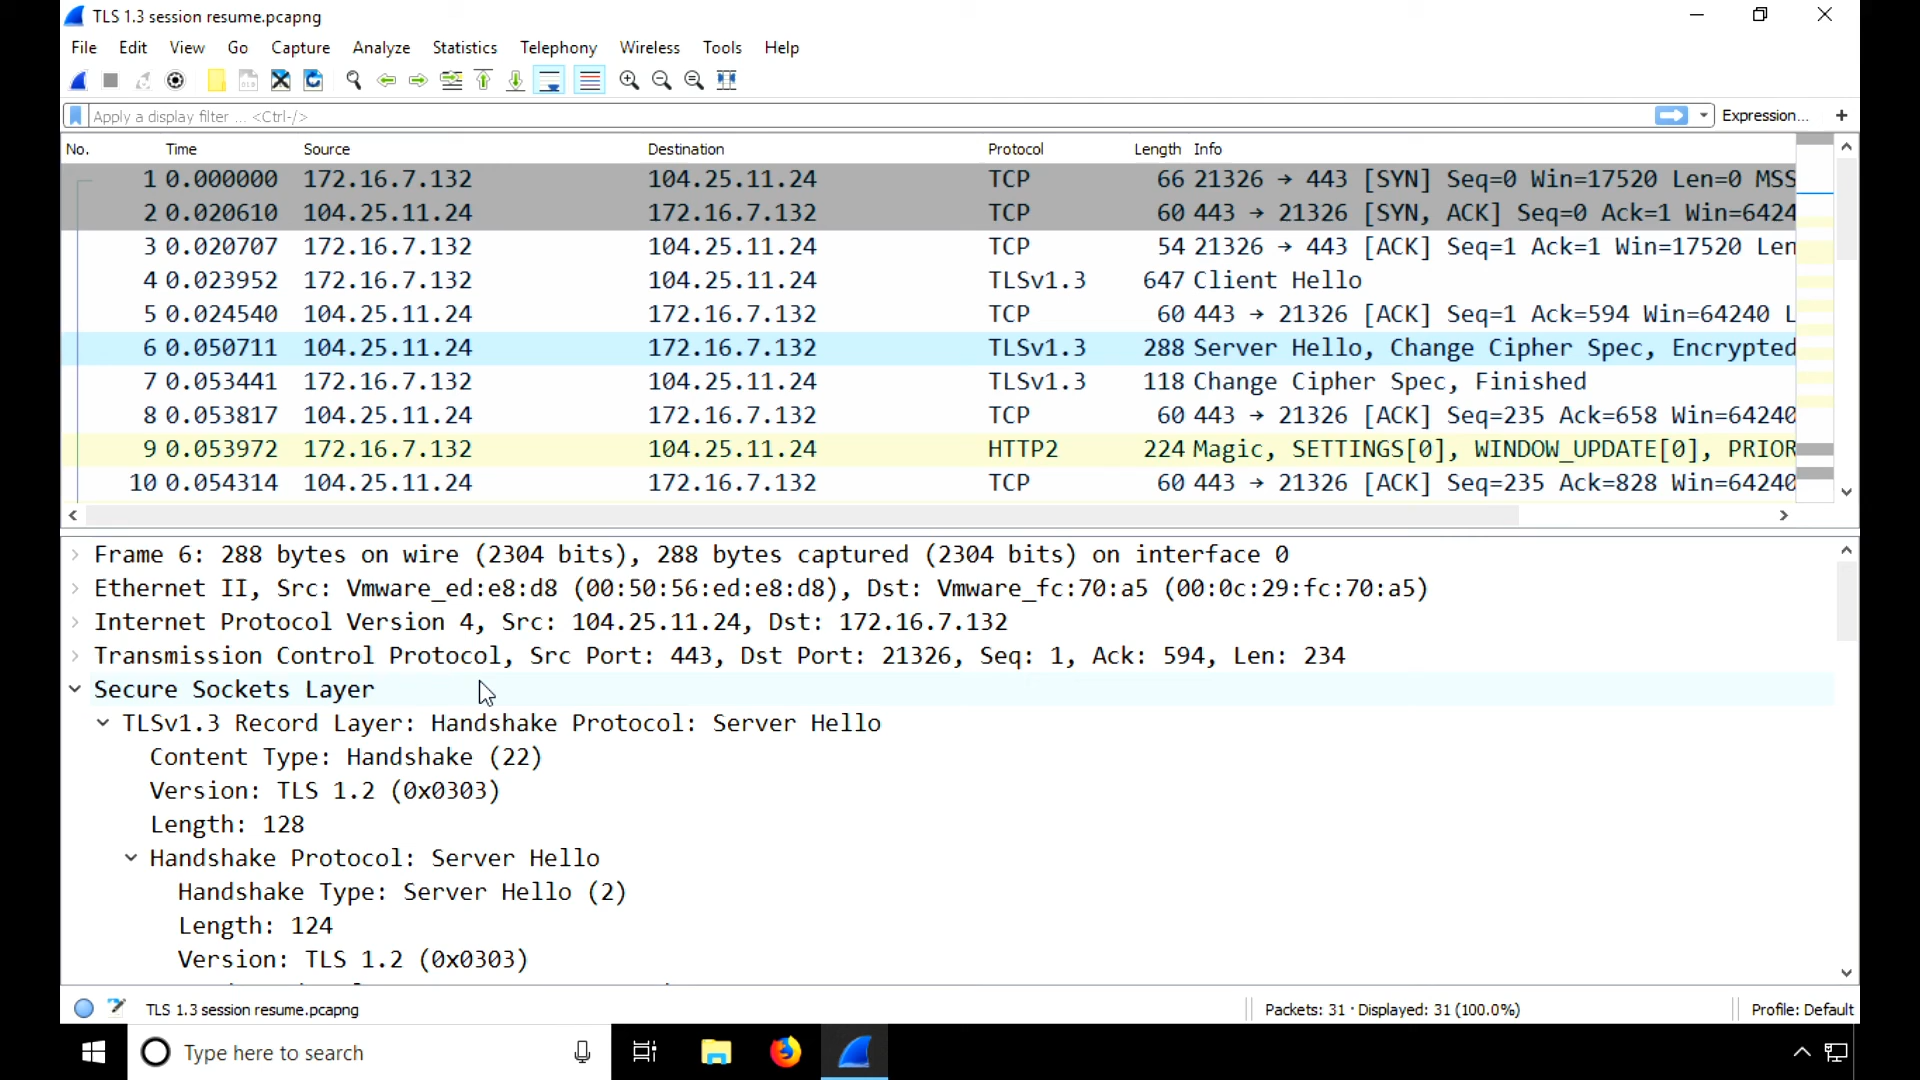 TLS 1.3 session resume.pcapng
File Edit View Go Capture Analyze Statistics Telephony Wireless Tools Help
Apply a display filter ... <Ctrl-/> Expression... +
No. Time Source Destination Protocol Length Info
1 0.000000 172.16.7.132 104.25.11.24 TCP 66 21326 → 443 [SYN] Seq=0 Win=17520 Len=0 MSS
2 0.020610 104.25.11.24 172.16.7.132 TCP 60 443 → 21326 [SYN, ACK] Seq=0 Ack=1 Win=6424
3 0.020707 172.16.7.132 104.25.11.24 TCP 54 21326 → 443 [ACK] Seq=1 Ack=1 Win=17520 Len
4 0.023952 172.16.7.132 104.25.11.24 TLSv1.3 647 Client Hello
5 0.024540 104.25.11.24 172.16.7.132 TCP 60 443 → 21326 [ACK] Seq=1 Ack=594 Win=64240 L
6 0.050711 104.25.11.24 172.16.7.132 TLSv1.3 288 Server Hello, Change Cipher Spec, Encrypted
7 0.053441 172.16.7.132 104.25.11.24 TLSv1.3 118 Change Cipher Spec, Finished
8 0.053817 104.25.11.24 172.16.7.132 TCP 60 443 → 21326 [ACK] Seq=235 Ack=658 Win=64240
9 0.053972 172.16.7.132 104.25.11.24 HTTP2 224 Magic, SETTINGS[0], WINDOW_UPDATE[0], PRIOR
10 0.054314 104.25.11.24 172.16.7.132 TCP 60 443 → 21326 [ACK] Seq=235 Ack=828 Win=64240
Frame 6: 288 bytes on wire (2304 bits), 288 bytes captured (2304 bits) on interface 0
Ethernet II, Src: Vmware_ed:e8:d8 (00:50:56:ed:e8:d8), Dst: Vmware_fc:70:a5 (00:0c:29:fc:70:a5)
Internet Protocol Version 4, Src: 104.25.11.24, Dst: 172.16.7.132
Transmission Control Protocol, Src Port: 443, Dst Port: 21326, Seq: 1, Ack: 594, Len: 234
Secure Sockets Layer
TLSv1.3 Record Layer: Handshake Protocol: Server Hello
Content Type: Handshake (22)
Version: TLS 1.2 (0x0303)
Length: 128
Handshake Protocol: Server Hello
Handshake Type: Server Hello (2)
Length: 124
Version: TLS 1.2 (0x0303)
TLS 1.3 session resume.pcapng Packets: 31 · Displayed: 31 (100.0%) Profile: Default
Type here to search